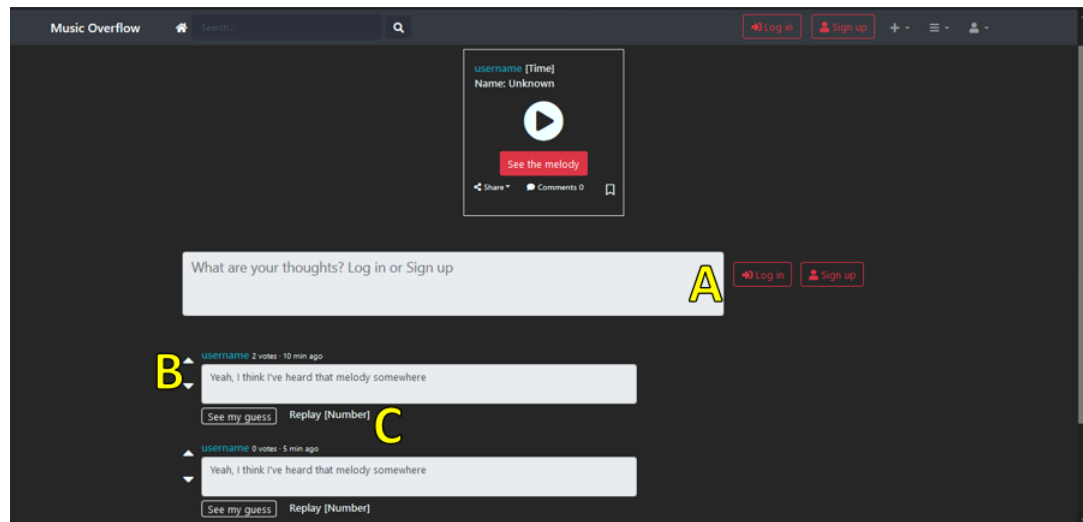 Music Overflow Search... Log in Sign up
username [Time]
Name: Unknown
See the melody
Share Comments 0
What are your thoughts? Log in or Sign up
A
Log in Sign up
B
username 2 votes · 10 min ago
Yeah, I think I've heard that melody somewhere
See my guess Replay [Number]
C
username 0 votes · 5 min ago
Yeah, I think I've heard that melody somewhere
See my guess Replay [Number]